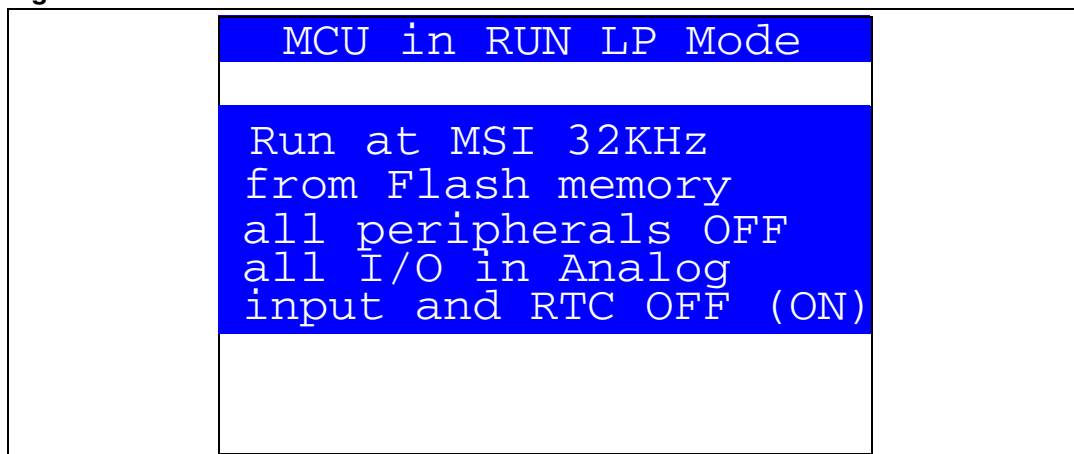 MCU in RUN LP Mode
Run at MSI 32KHz
from Flash memory
all peripherals OFF
all I/O in Analog
input and RTC OFF (ON)